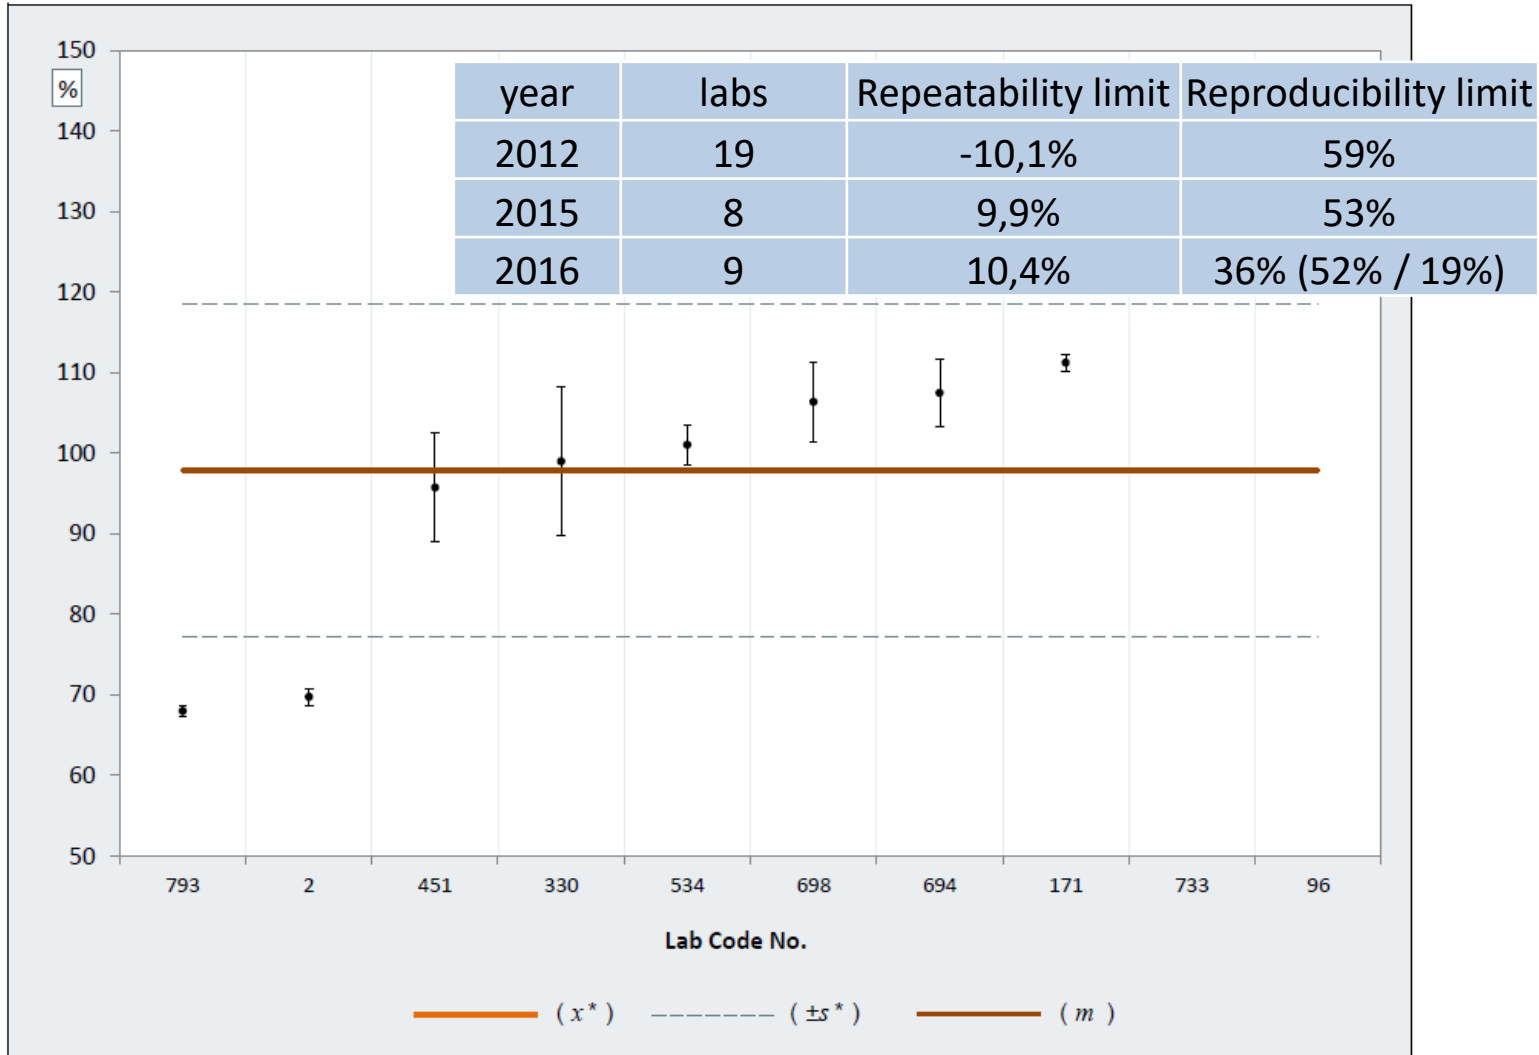 150
%
140
130
120
110
100
90
80
70
60
50
year labs Repeatability limit Reproducibility limit
2012 19 -10,1% 59%
2015 8 9,9% 53%
2016 9 10,4% 36% (52% / 19%)
793 2 451 330 534 698 694 171 733 96
Lab Code No.
( x* ) ( ±s* ) ( m )